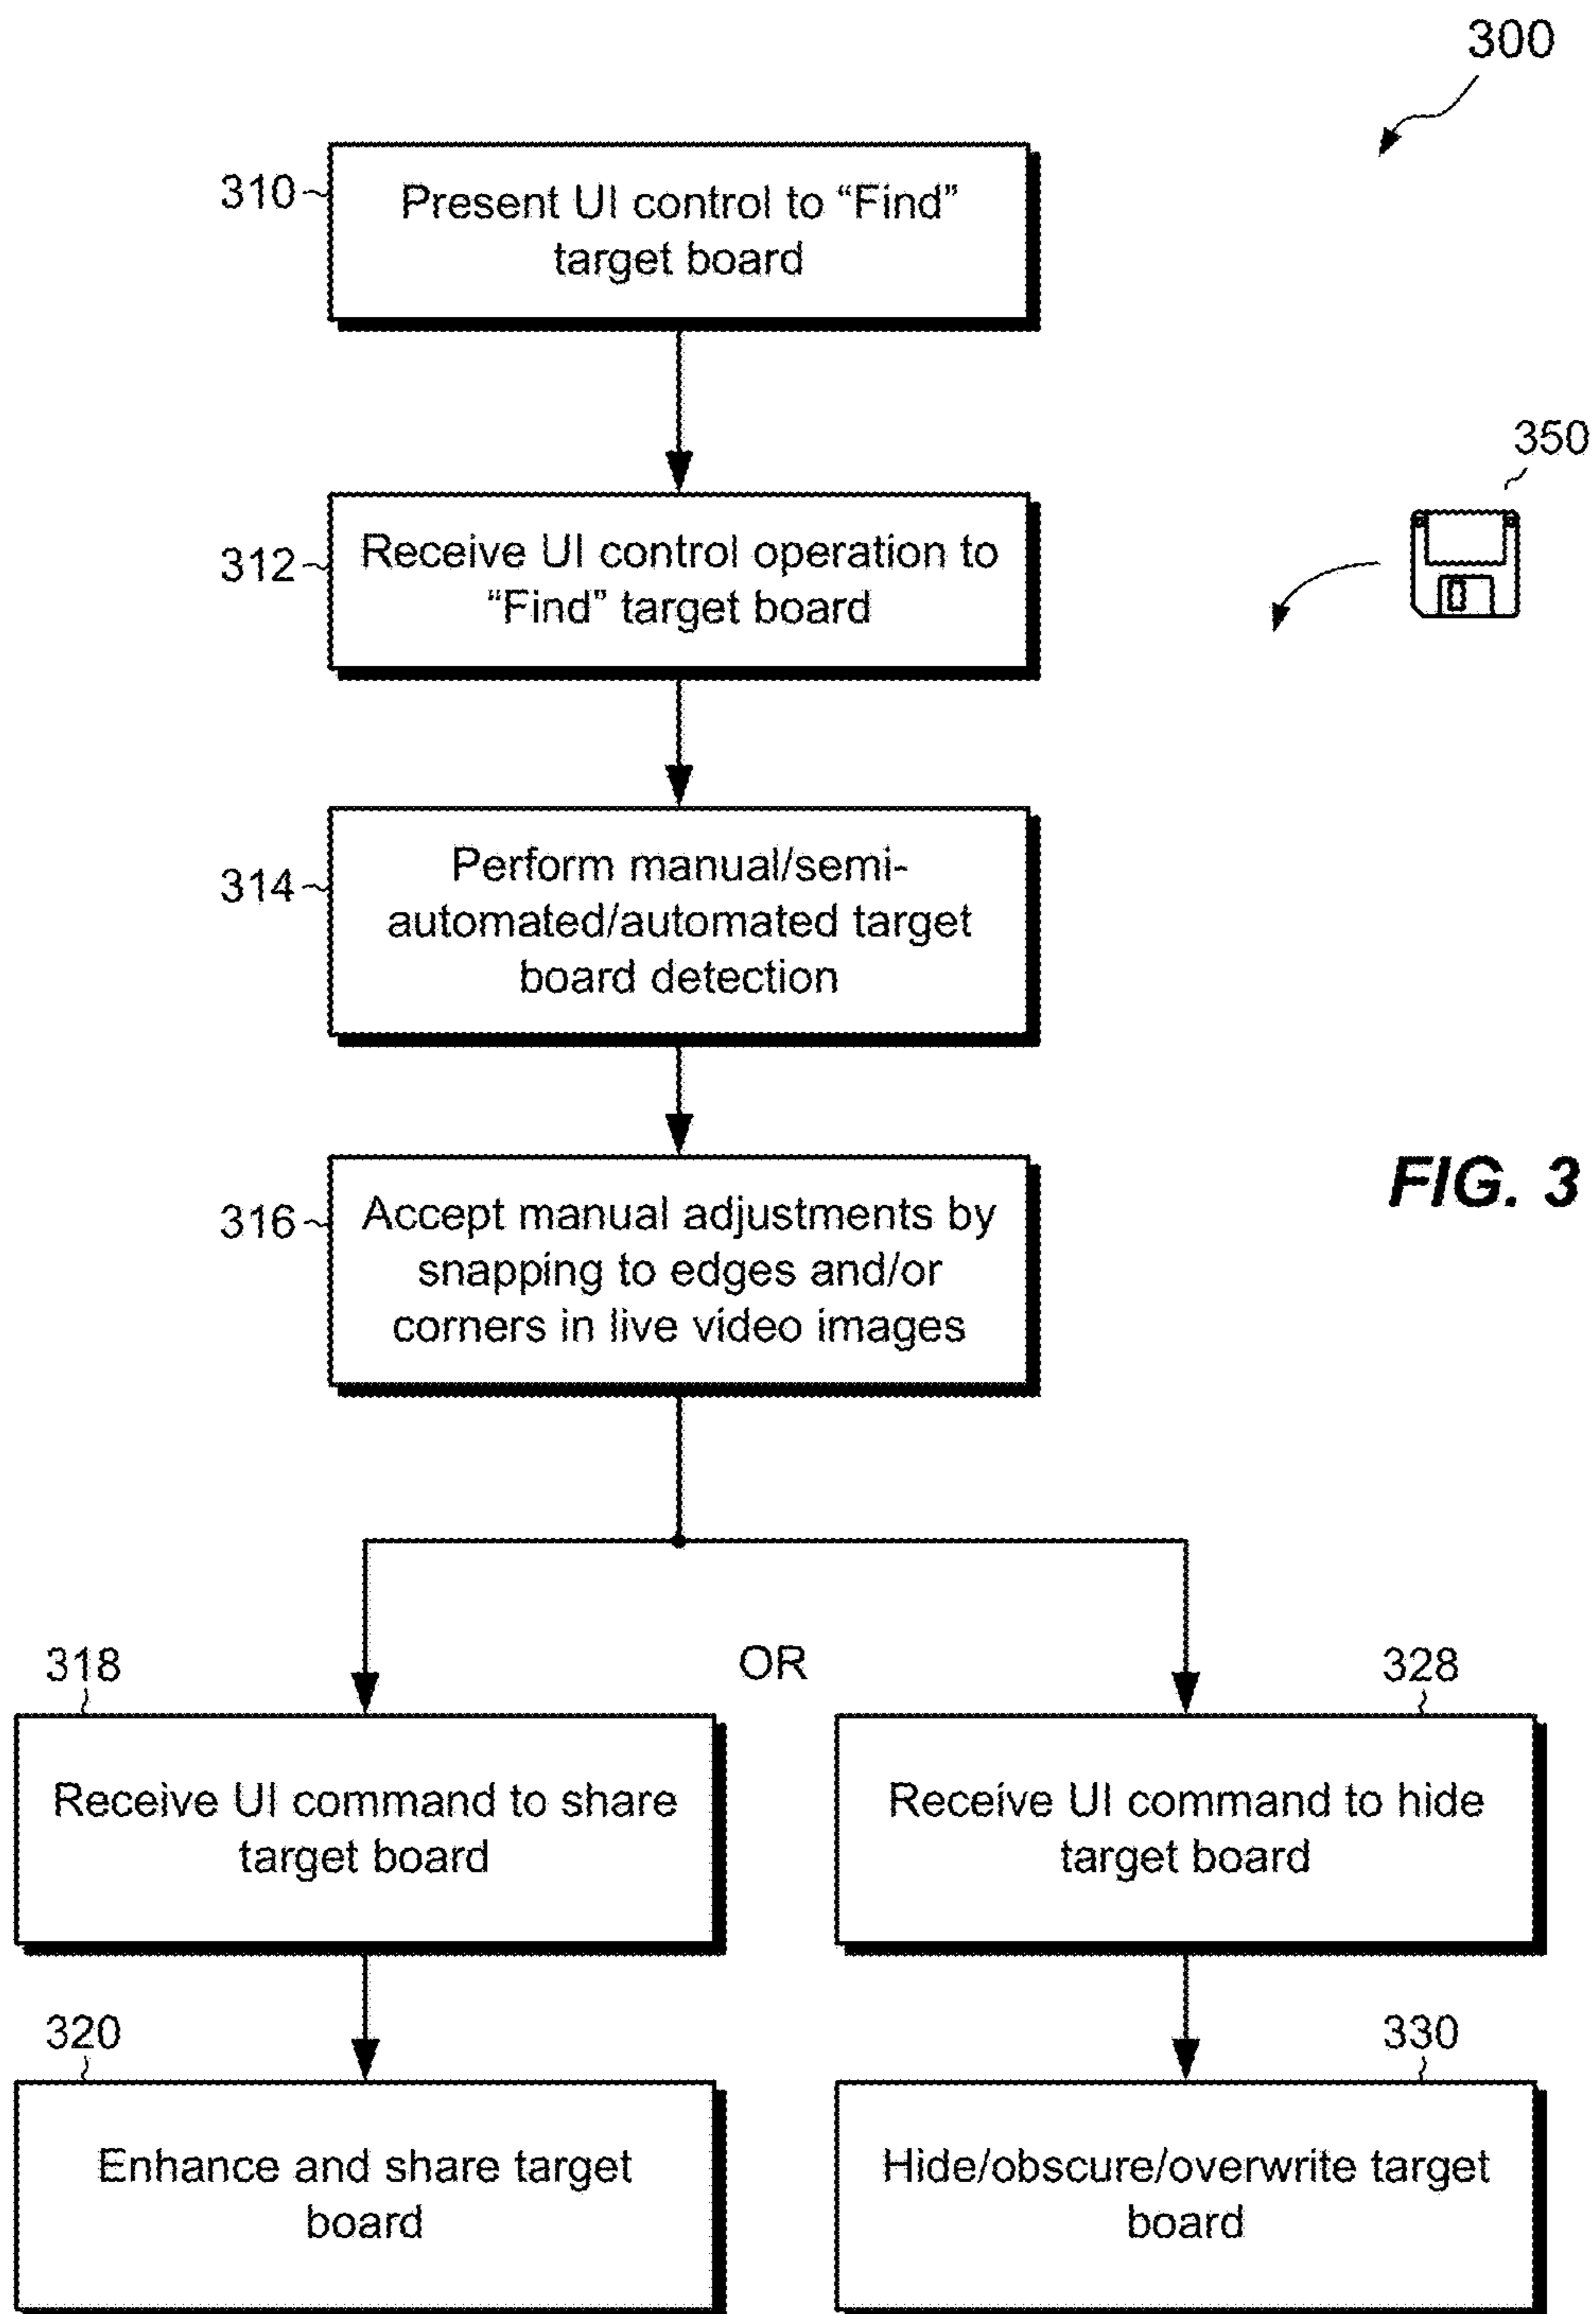 300
310
Present UI control to “Find”
target board
350
312
Receive UI control operation to
“Find” target board
314
Perform manual/semi-
automated/automated target
board detection
316
Accept manual adjustments by
snapping to edges and/or
corners in live video images
FIG. 3
OR
318
Receive UI command to share
target board
328
Receive UI command to hide
target board
320
Enhance and share target
board
330
Hide/obscure/overwrite target
board